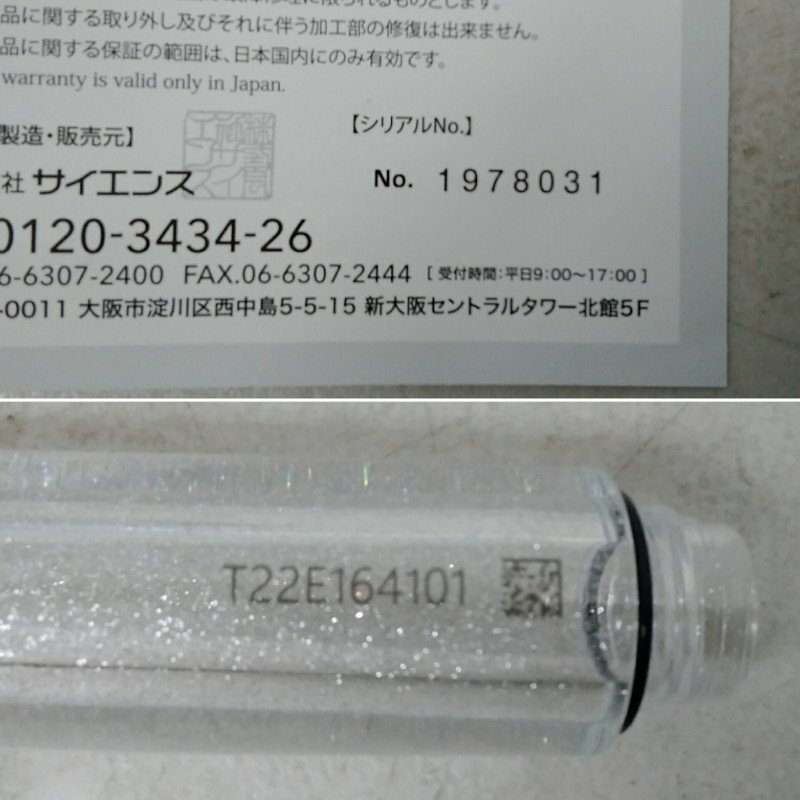 品に関する取り外し及びそれに伴う加工部の修復は出来ません。
品に関する保証の範囲は、日本国内にのみ有効です。
warranty is valid only in Japan.
製造・販売元】
【シリアルNo.】
社 サイエンス
No. 1978031
0120-3434-26
6-6307-2400 FAX.06-6307-2444 [ 受付時間:平日9:00〜17:00 ]
-0011 大阪市淀川区西中島5-5-15 新大阪セントラルタワー北館5F
T22E164101